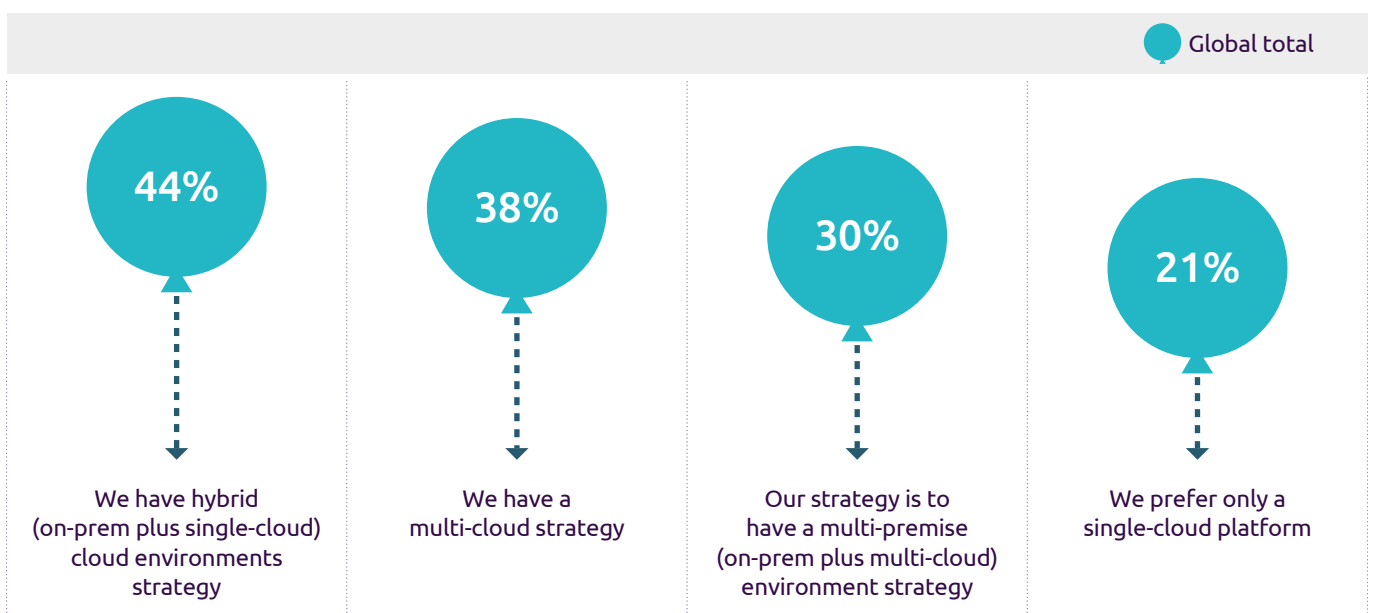 Global total
44%
38%
30%
21%
We have hybrid
(on-prem plus single-cloud)
cloud environments
strategy
We have a
multi-cloud strategy
Our strategy is to
have a multi-premise
(on-prem plus multi-cloud)
environment strategy
We prefer only a
single-cloud platform